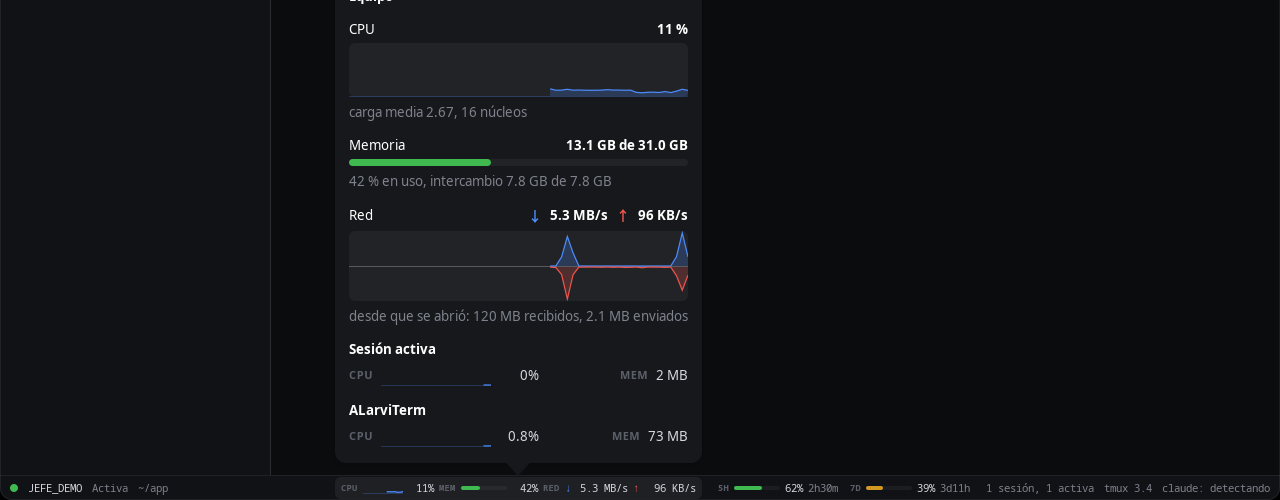 CPU 11 %
carga media 2.67, 16 núcleos
Memoria 13.1 GB de 31.0 GB
42 % en uso, intercambio 7.8 GB de 7.8 GB
Red ↓ 5.3 MB/s ↑ 96 KB/s
desde que se abrió: 120 MB recibidos, 2.1 MB enviados
Sesión activa
CPU 0% MEM 2 MB
ALarviTerm
CPU 0.8% MEM 73 MB
JEFE_DEMO Activa ~/app CPU 11% MEM 42% RED ↓ 5.3 MB/s ↑ 96 KB/s 5H 62% 2h30m 7D 39% 3d11h 1 sesión, 1 activa tmux 3.4 claude: detectando